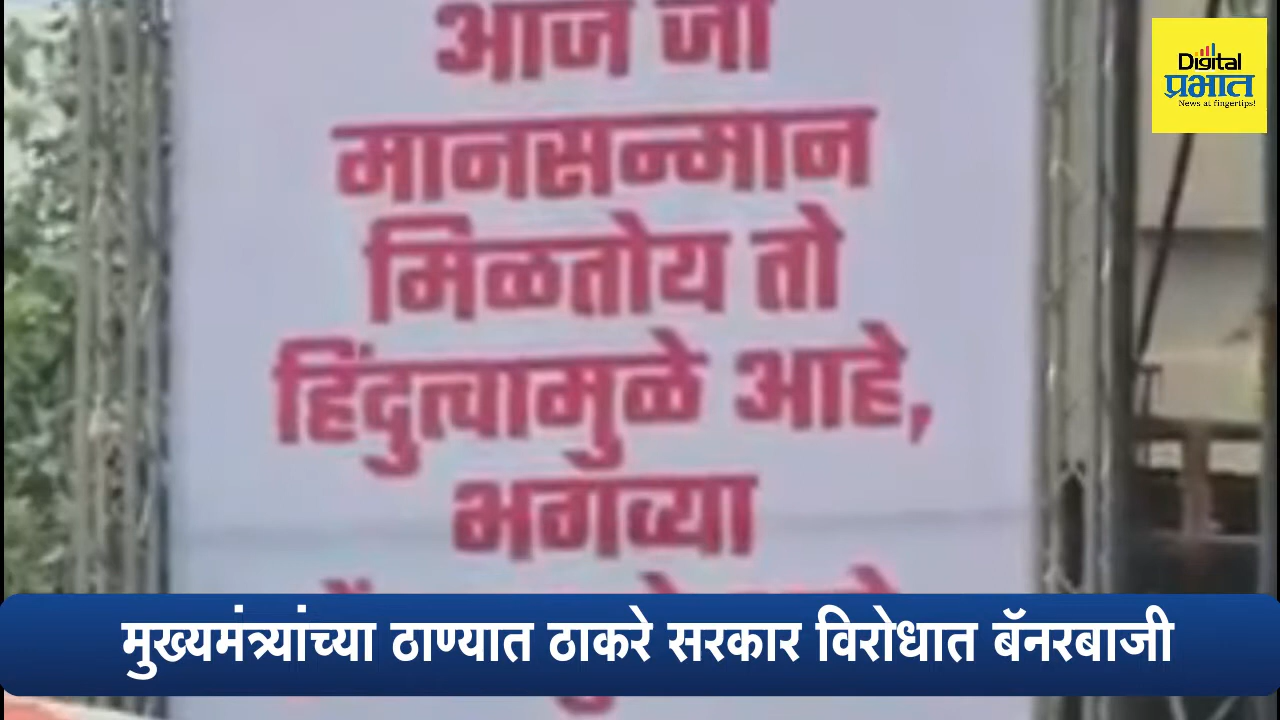 आज जो
मानसन्मान
मिळतोय तो
हिंदुत्वामुळे आहे,
भगव्या
Digital
प्रभात
News at fingertips!
मुख्यमंत्र्यांच्या ठाण्यात ठाकरे सरकार विरोधात बॅनरबाजी